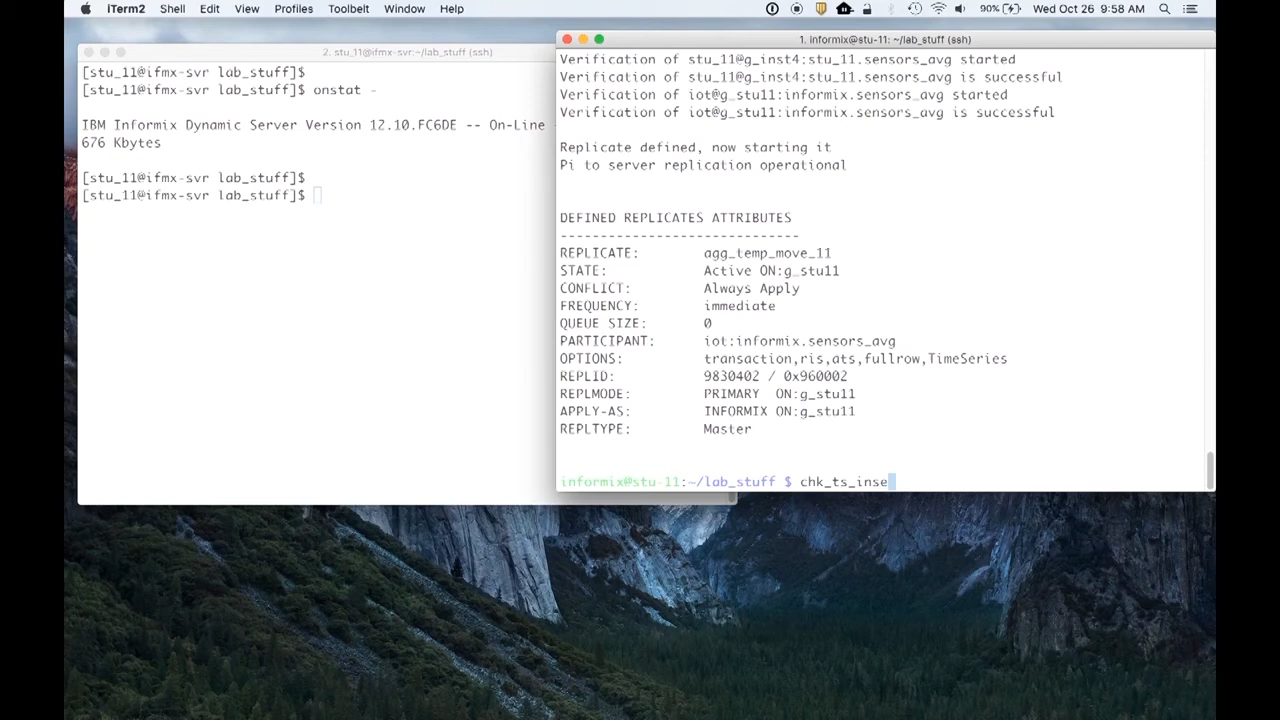 iTerm2 Shell Edit View Profiles Toolbelt Window Help 90% Wed Oct 26 9:58 AM
2. stu_11@ifmx-svr:~/lab_stuff (ssh)
[stu_11@ifmx-svr lab_stuff]$
[stu_11@ifmx-svr lab_stuff]$ onstat -
IBM Informix Dynamic Server Version 12.10.FC6DE -- On-Line
676 Kbytes
[stu_11@ifmx-svr lab_stuff]$
[stu_11@ifmx-svr lab_stuff]$
1. informix@stu-11: ~/lab_stuff (ssh)
Verification of stu_11@g_inst4:stu_11.sensors_avg started
Verification of stu_11@g_inst4:stu_11.sensors_avg is successful
Verification of iot@g_stu11:informix.sensors_avg started
Verification of iot@g_stu11:informix.sensors_avg is successful
Replicate defined, now starting it
Pi to server replication operational
DEFINED REPLICATES ATTRIBUTES
------------------------------
REPLICATE: agg_temp_move_11
STATE: Active ON:g_stu11
CONFLICT: Always Apply
FREQUENCY: immediate
QUEUE SIZE: 0
PARTICIPANT: iot:informix.sensors_avg
OPTIONS: transaction,ris,ats,fullrow,TimeSeries
REPLID: 9830402 / 0x960002
REPLMODE: PRIMARY ON:g_stu11
APPLY-AS: INFORMIX ON:g_stu11
REPLTYPE: Master
informix@stu-11:~/lab_stuff $ chk_ts_inse